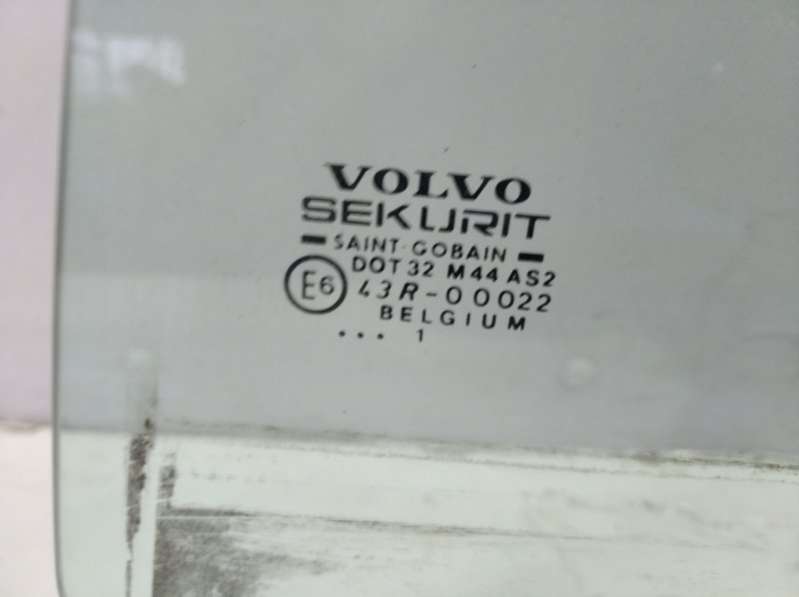 VOLVO
SEKURIT
SAINT-GOBAIN
DOT 32 M44 AS2
E6 43R-00022
BELGIUM
... 1